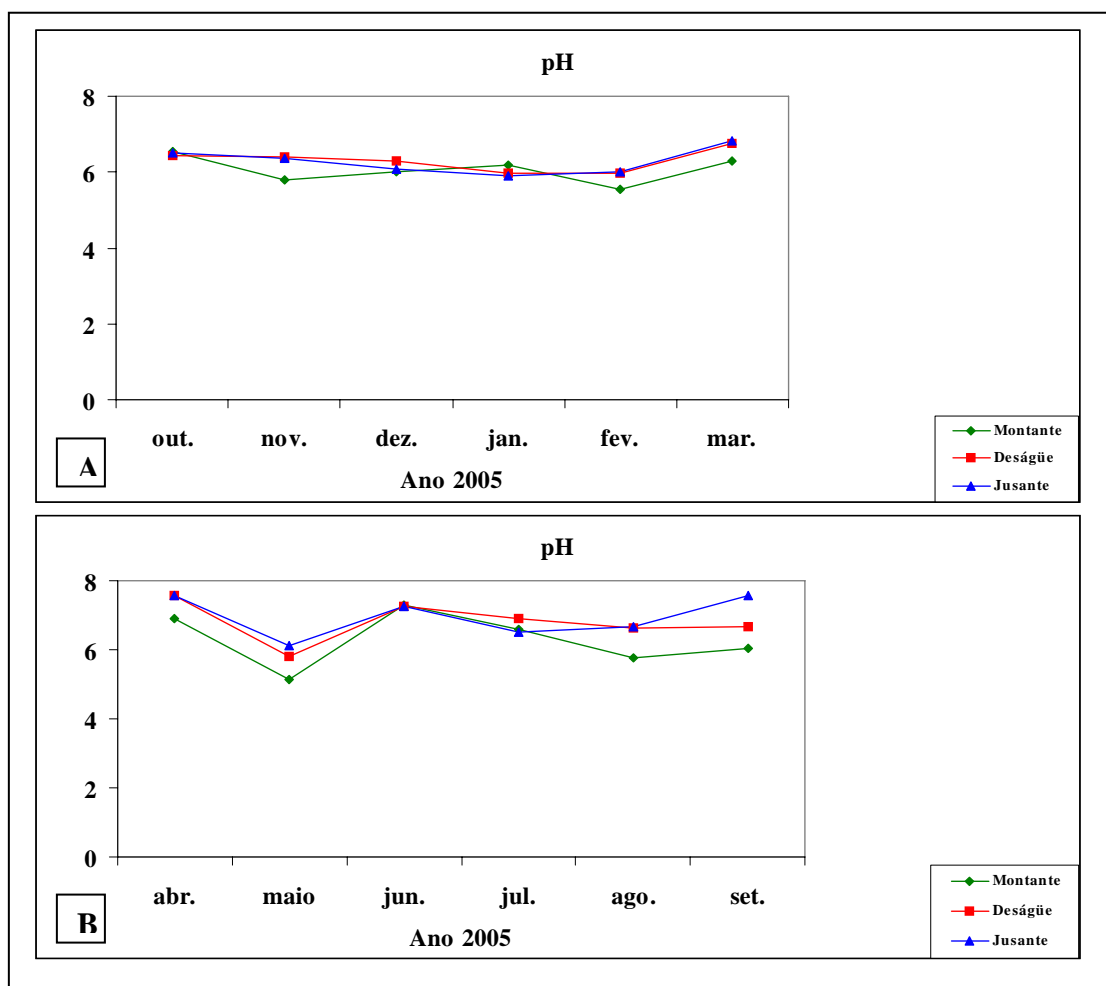 pH
8
6
4
2
0
out. nov. dez. jan. fev. mar.
Ano 2005
A
Montante
Deságüe
Jusante
pH
8
6
4
2
0
abr. maio jun. jul. ago. set.
Ano 2005
B
Montante
Deságüe
Jusante